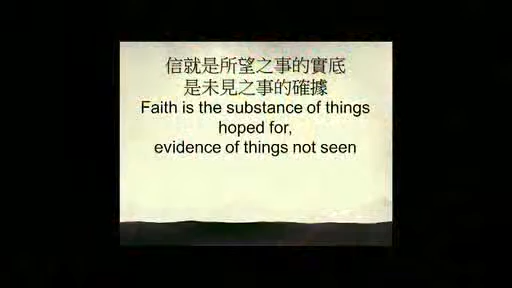 信就是所望之事的實底
是未見之事的確據
Faith is the substance of things
hoped for,
evidence of things not seen